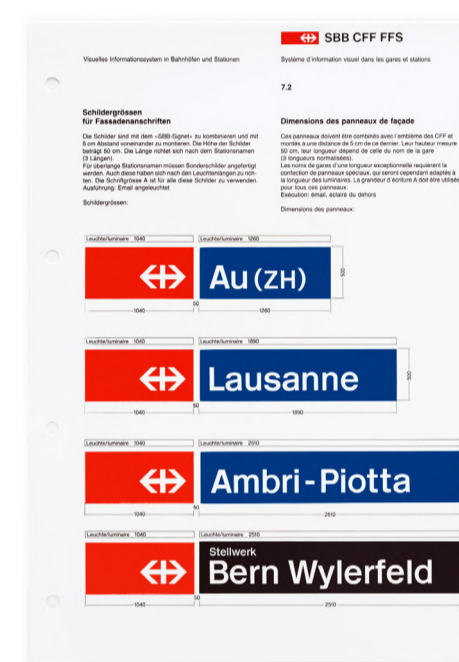 SBB CFF FFS
Visuelles Informationssystem in Bahnhöfen und Stationen
Système d'information visuel dans les gares et stations
7.2
Schildergrössen
für Fassadenanschriften
Die Schilder sind mit dem «SBB-Signet» zu kombinieren und mit
5 cm Abstand voneinander zu montieren. Die Höhe der Schilder
beträgt 50 cm. Die Länge richtet sich nach dem Stationsnamen
(3 Längen).
Für überlange Stationsnamen müssen Sonderschilder angefertigt
werden. Auch diese haben sich nach den Leuchtenlängen zu rich-
ten. Die Schriftgrösse A ist für alle diese Schilder zu verwenden.
Ausführung: Email angeleuchtet
Schildergrössen:
Dimensions des panneaux de façade
Ces panneaux doivent être combinés avec l'emblème des CFF et
montés à une distance de 5 cm de ce dernier. Leur hauteur mesure
50 cm, leur longueur dépend de celle du nom de la gare
(3 longueurs normalisées).
Les noms de gares d'une longueur exceptionnelle requièrent la
confection de panneaux spéciaux, qui seront cependant adaptés à
la longueur des luminaires. La grandeur d'écriture A doit être utilisée
pour tous ces panneaux.
Exécution: émail, éclairé du dehors
Dimensions des panneaux:
Leuchte/luminaire 1040
Leuchte/luminaire 1260
Au (ZH)
500
50
1040
1260
Leuchte/luminaire 1040
Leuchte/luminaire 1890
Lausanne
500
50
1040
1890
Leuchte/luminaire 1040
Leuchte/luminaire 2510
Ambri-Piotta
50
1040
2510
Leuchte/luminaire 1040
Leuchte/luminaire 2510
Stellwerk
Bern Wylerfeld
50
1040
2510